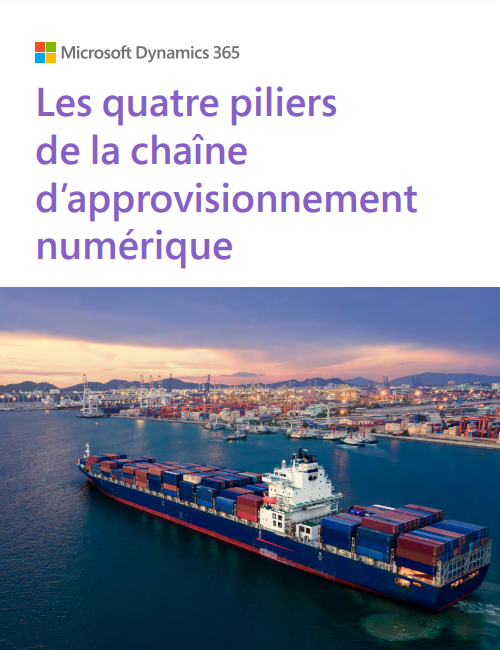 Microsoft Dynamics 365
Les quatre piliers
de la chaîne
d’approvisionnement
numérique